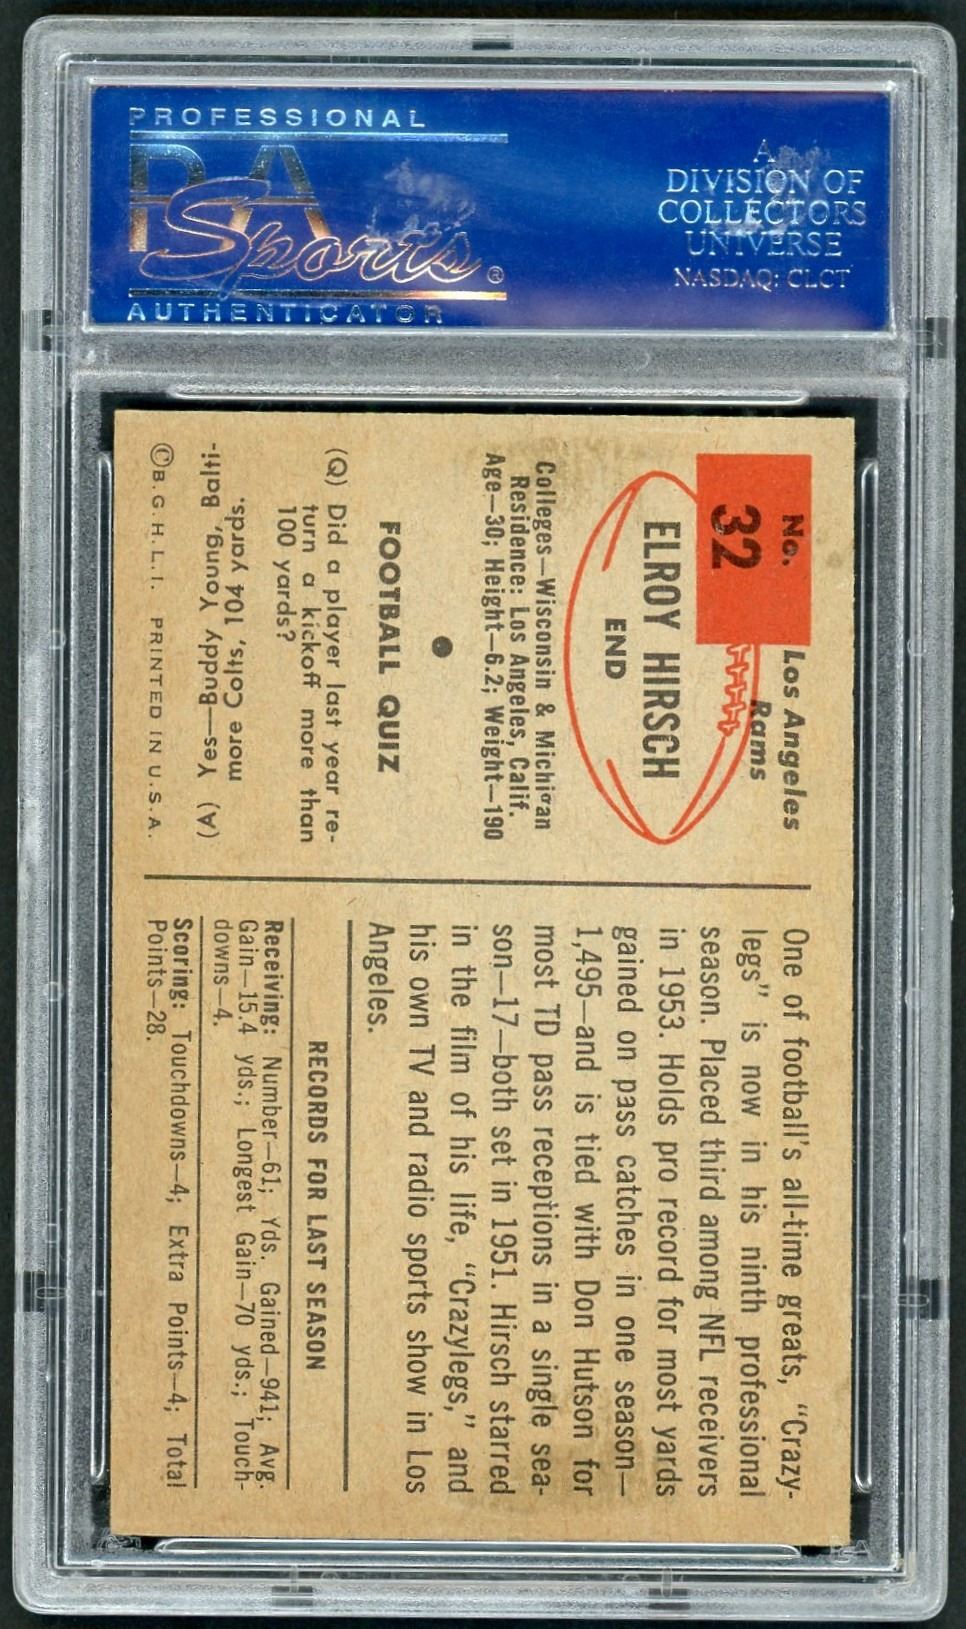 PROFESSIONAL
PSA
Sports®
AUTHENTICATOR
A
DIVISION OF
COLLECTORS
UNIVERSE
NASDAQ: CLCT
No.
32
Los Angeles
Rams
ELROY HIRSCH
END
Colleges—Wisconsin & Michigan
Residence: Los Angeles, Calif.
Age—30; Height—6.2; Weight—190
FOOTBALL QUIZ
(Q) Did a player last year re-
turn a kickoff more than
100 yards?
(A) Yes—Buddy Young, Balti-
more Colts, 104 yards.
©B. G. H. L. I. PRINTED IN U. S. A.
One of football's all-time greats, "Crazy-
legs" is now in his ninth professional
season. Placed third among NFL receivers
in 1953. Holds pro record for most yards
gained on pass catches in one season—
1,495—and is tied with Don Hutson for
most TD pass receptions in a single sea-
son—17—both set in 1951. Hirsch starred
in the film of his life, "Crazylegs," and
his own TV and radio sports show in Los
Angeles.
RECORDS FOR LAST SEASON
Receiving: Number—61; Yds. Gained—941; Avg.
Gain—15.4 yds.; Longest Gain—70 yds.; Touch-
downs—4.
Scoring: Touchdowns—4; Extra Points—4; Total
Points—28.